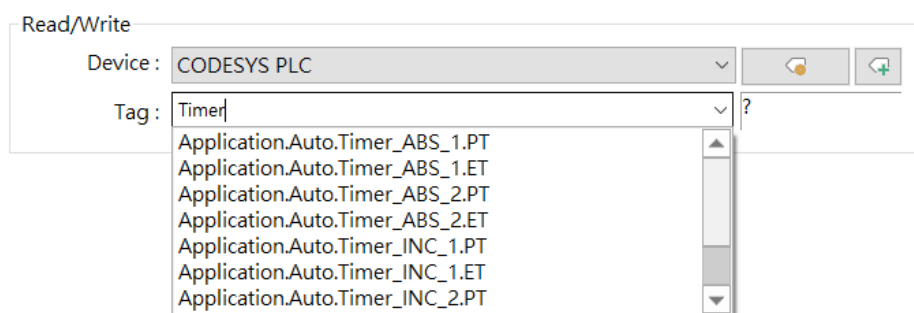 Read/Write
Device : CODESYS PLC
Tag : Timer ?
Application.Auto.Timer_ABS_1.PT
Application.Auto.Timer_ABS_1.ET
Application.Auto.Timer_ABS_2.PT
Application.Auto.Timer_ABS_2.ET
Application.Auto.Timer_INC_1.PT
Application.Auto.Timer_INC_1.ET
Application.Auto.Timer_INC_2.PT